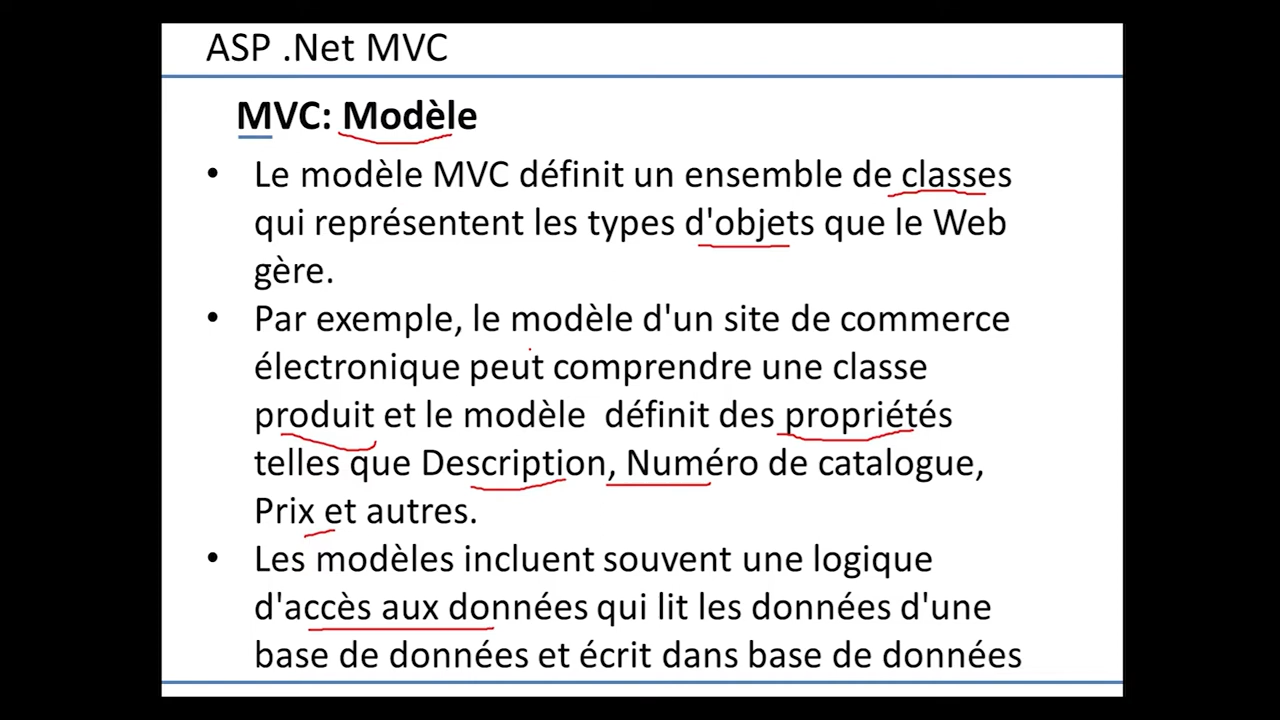 ASP .Net MVC
MVC: Modèle
• Le modèle MVC définit un ensemble de classes
qui représentent les types d'objets que le Web
gère.
• Par exemple, le modèle d'un site de commerce
électronique peut comprendre une classe
produit et le modèle définit des propriétés
telles que Description, Numéro de catalogue,
Prix et autres.
• Les modèles incluent souvent une logique
d'accès aux données qui lit les données d'une
base de données et écrit dans base de données